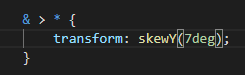 & > * {
transform: skewY(7deg);
}